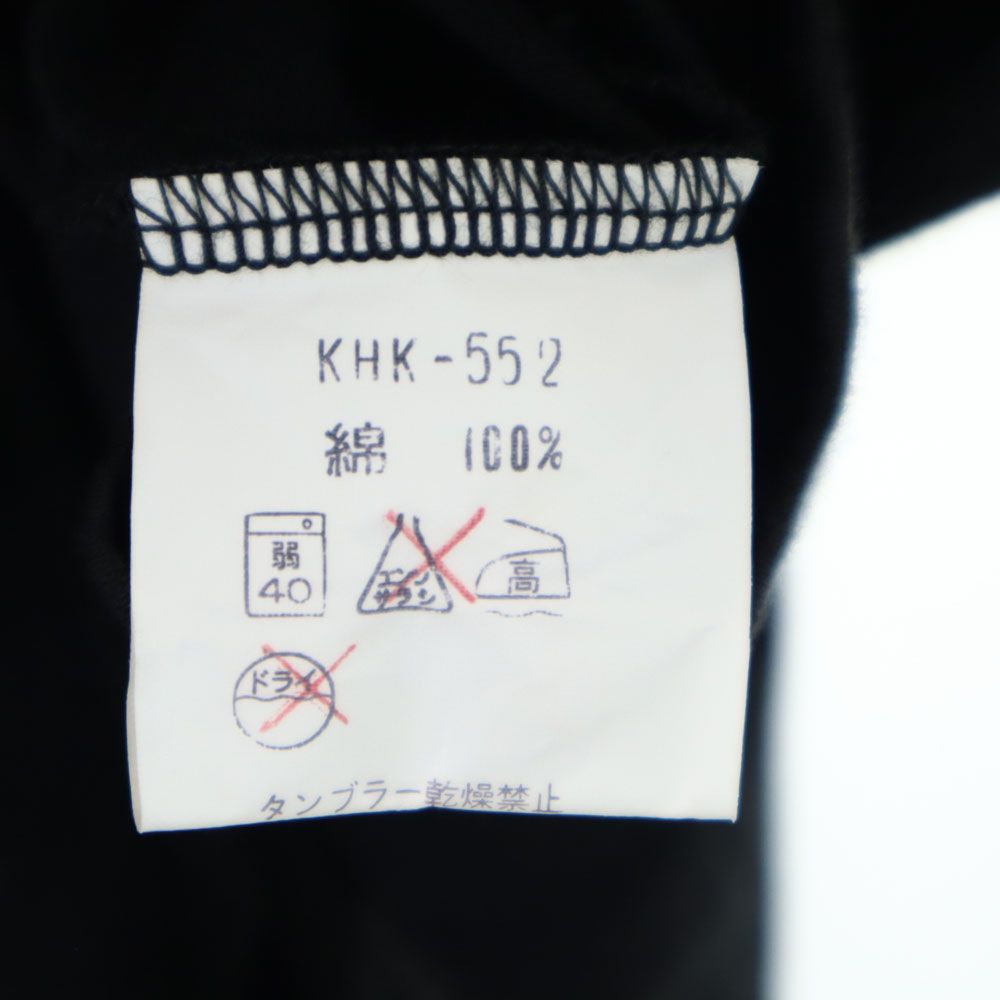 KHK-552
綿 100%
弱
40
エンソ
サラシ
高
ドライ
タンブラー乾燥禁止